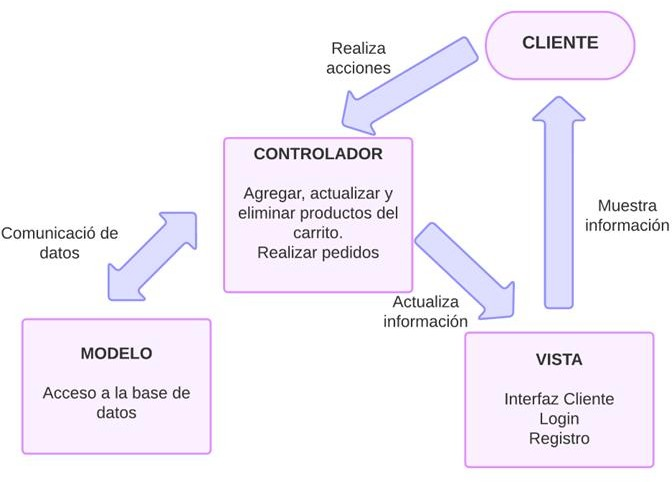 CLIENTE
Realiza
acciones
CONTROLADOR
Agregar, actualizar y
eliminar productos del
carrito.
Realizar pedidos
Comunicació de
datos
Muestra
información
Actualiza
información
MODELO
Acceso a la base de
datos
VISTA
Interfaz Cliente
Login
Registro